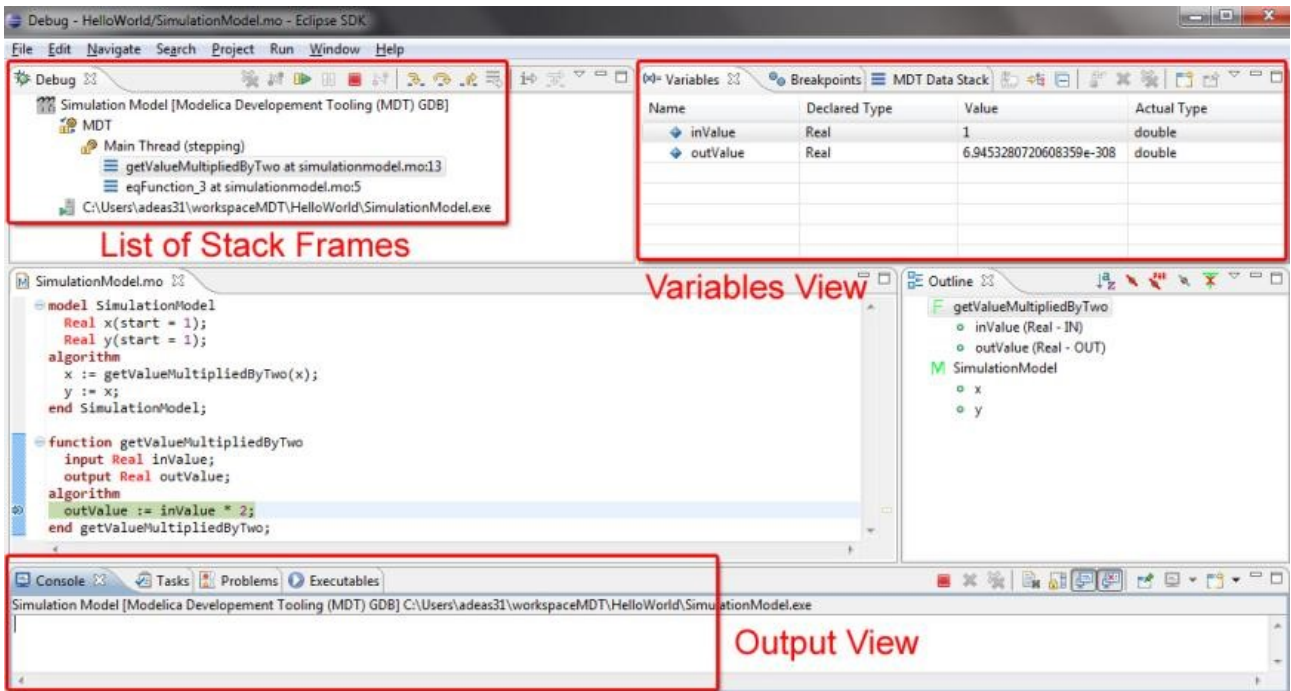 Debug - HelloWorld/SimulationModel.mo - Eclipse SDK
File Edit Navigate Search Project Run Window Help
Debug
Simulation Model [Modelica Developement Tooling (MDT) GDB]
MDT
Main Thread (stepping)
getValueMultipliedByTwo at simulationmodel.mo:13
eqFunction_3 at simulationmodel.mo:5
C:\Users\adeas31\workspaceMDT\HelloWorld\SimulationModel.exe
List of Stack Frames
(x)= Variables Breakpoints MDT Data Stack
Name Declared Type Value Actual Type
inValue Real 1 double
outValue Real 6.9453280720608359e-308 double
Variables View
SimulationModel.mo
model SimulationModel
Real x(start = 1);
Real y(start = 1);
algorithm
x := getValueMultipliedByTwo(x);
y := x;
end SimulationModel;
function getValueMultipliedByTwo
input Real inValue;
output Real outValue;
algorithm
outValue := inValue * 2;
end getValueMultipliedByTwo;
Outline
F getValueMultipliedByTwo
inValue (Real - IN)
outValue (Real - OUT)
M SimulationModel
x
y
Console Tasks Problems Executables
Simulation Model [Modelica Developement Tooling (MDT) GDB] C:\Users\adeas31\workspaceMDT\HelloWorld\SimulationModel.exe
Output View